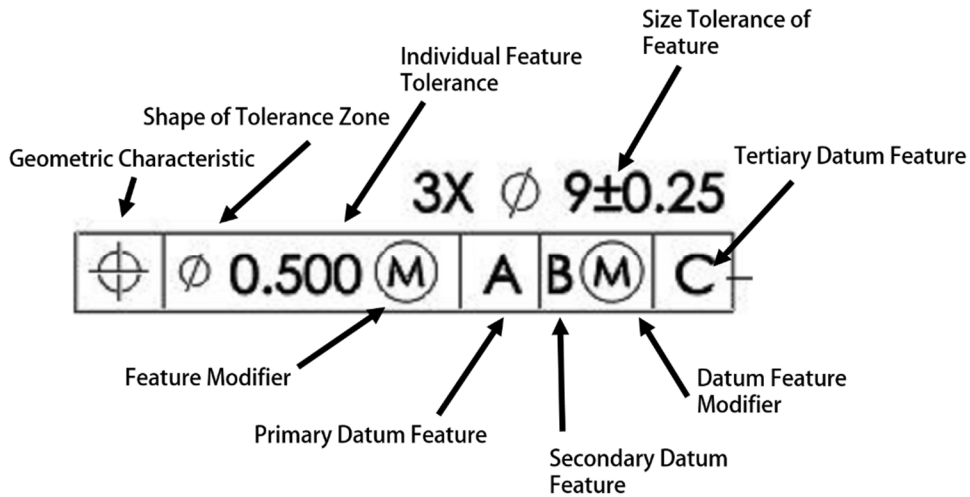 Size Tolerance of
Feature
Individual Feature
Tolerance
Shape of Tolerance Zone
Geometric Characteristic
Tertiary Datum Feature
3X ⌀ 9±0.25
⌖ ⌀ 0.500 Ⓜ A B Ⓜ C
Feature Modifier
Primary Datum Feature
Secondary Datum
Feature
Datum Feature
Modifier